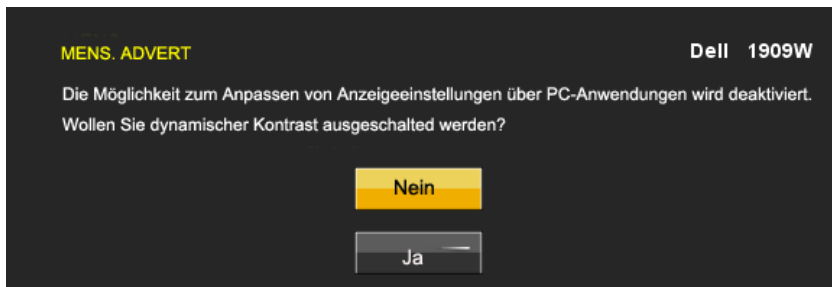 MENS. ADVERT Dell 1909W
Die Möglichkeit zum Anpassen von Anzeigeeinstellungen über PC-Anwendungen wird deaktiviert.
Wollen Sie dynamischer Kontrast ausgeschalted werden?
Nein
Ja